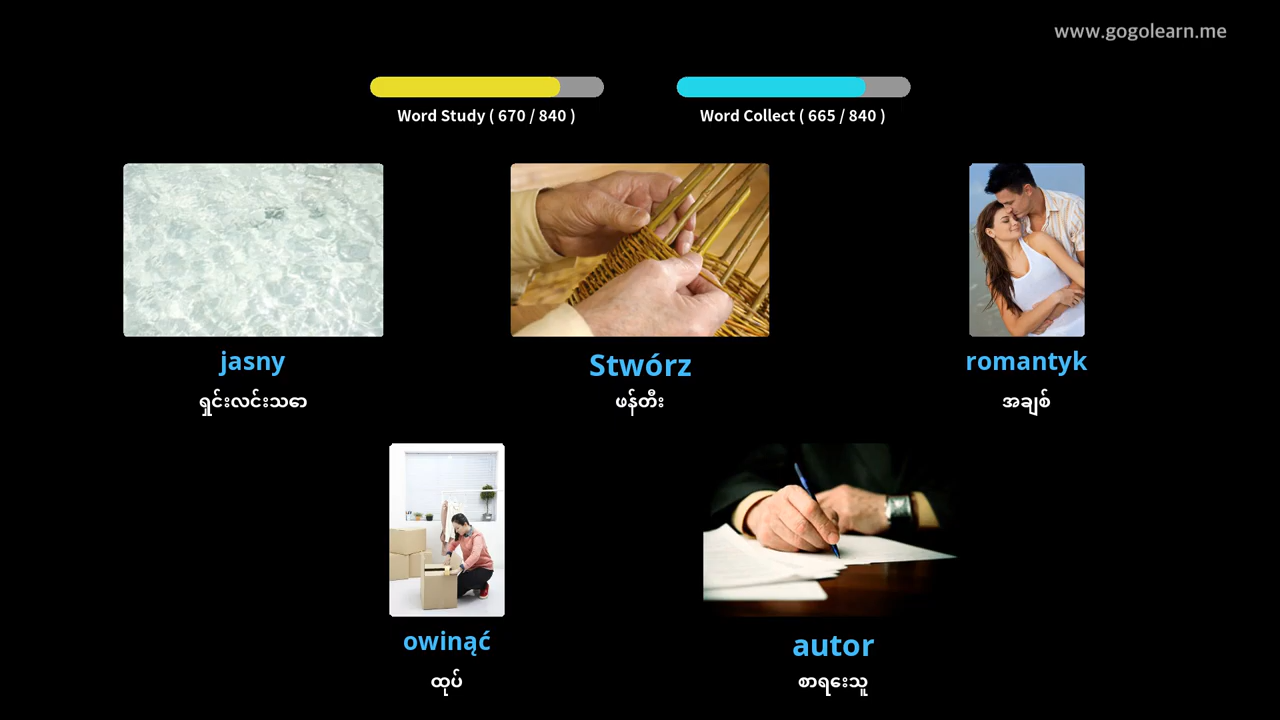 www.gogolearn.me
Word Study ( 670 / 840 )
Word Collect ( 665 / 840 )
jasny
ရှင်းလင်းသော
Stwórz
ဖန်တီး
romantyk
အချစ်
owinąć
ထုပ်
autor
စာရေးသူ